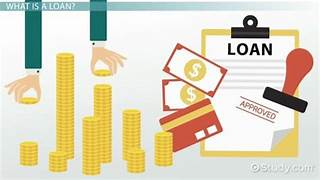 WHAT IS A LOAN?
LOAN
$
$
APPROVED
Study.com